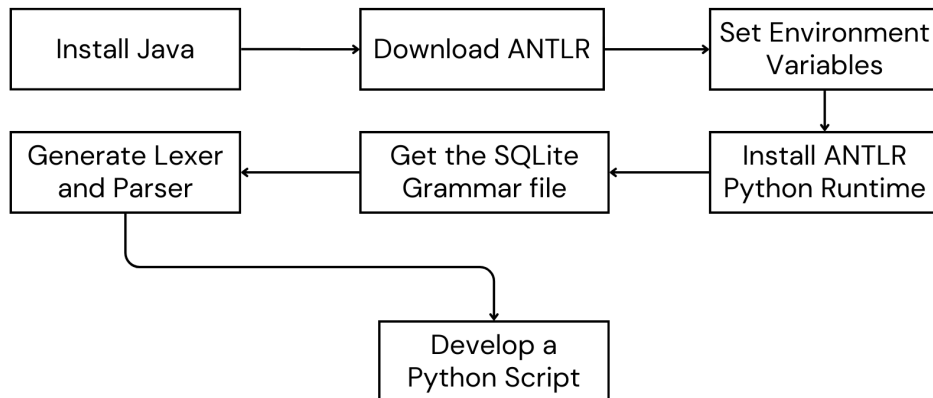 Install Java
Download ANTLR
Set Environment
Variables
Install ANTLR
Python Runtime
Get the SQLite
Grammar file
Generate Lexer
and Parser
Develop a
Python Script